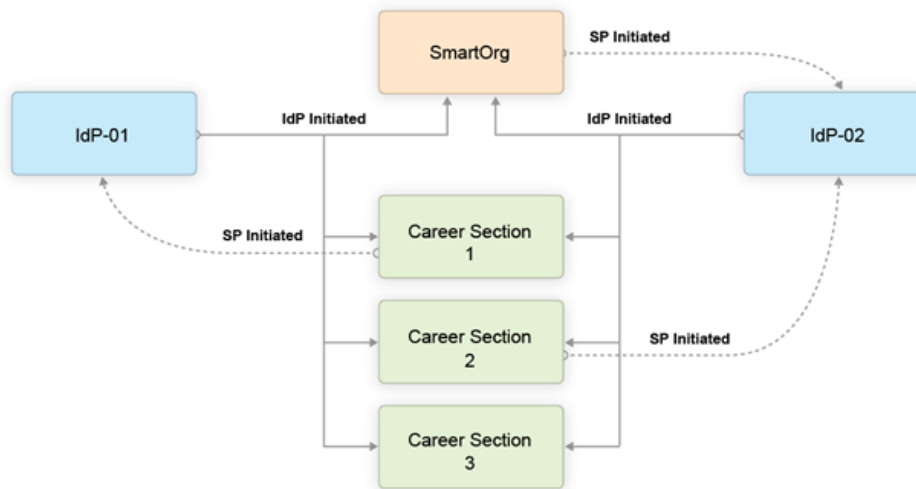 SP Initiated
SmartOrg
IdP Initiated
IdP Initiated
IdP-01
IdP-02
SP Initiated
Career Section
1
Career Section
2
SP Initiated
Career Section
3